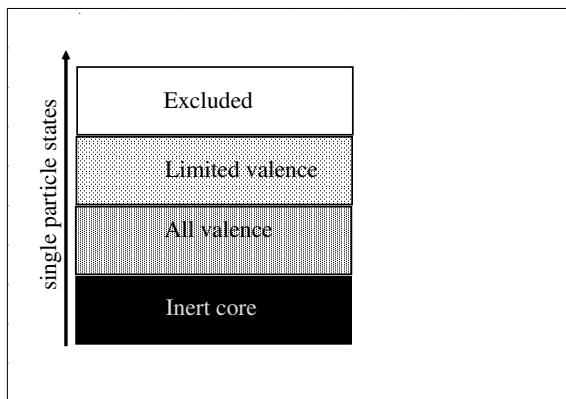 Excluded
Limited valence
All valence
Inert core
single particle states